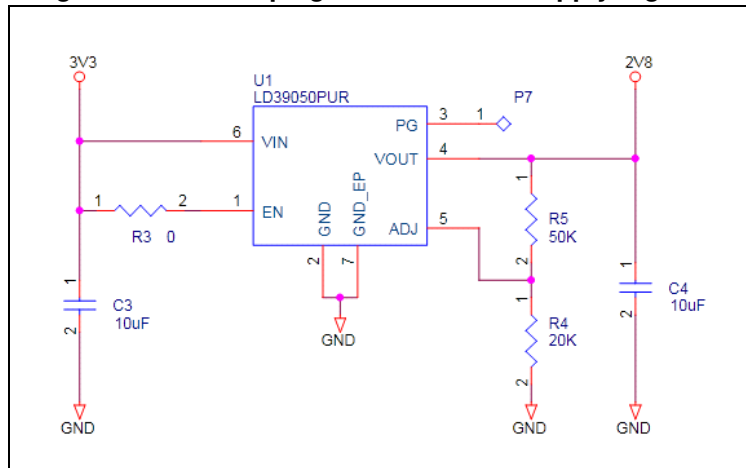 3V3
2V8
U1
LD39050PUR
P7
PG
3
1
6
VIN
VOUT
4
1
1
2
1
EN
GND
GND_EP
ADJ
5
R5
50K
R3 0
2
2
7
1
C3
10uF
2
1
C4
10uF
2
1
R4
20K
2
GND
GND
GND
GND